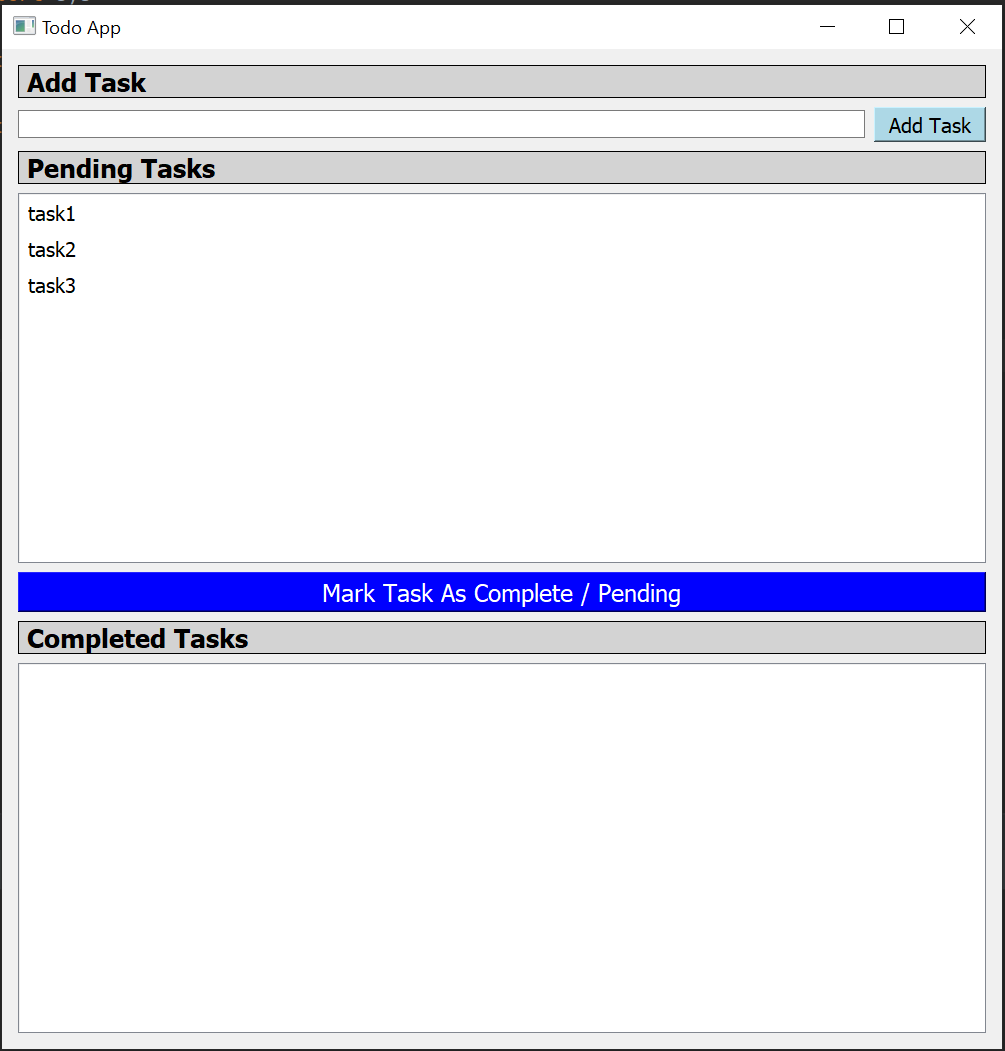 Todo App
Add Task
Add Task
Pending Tasks
task1
task2
task3
Mark Task As Complete / Pending
Completed Tasks